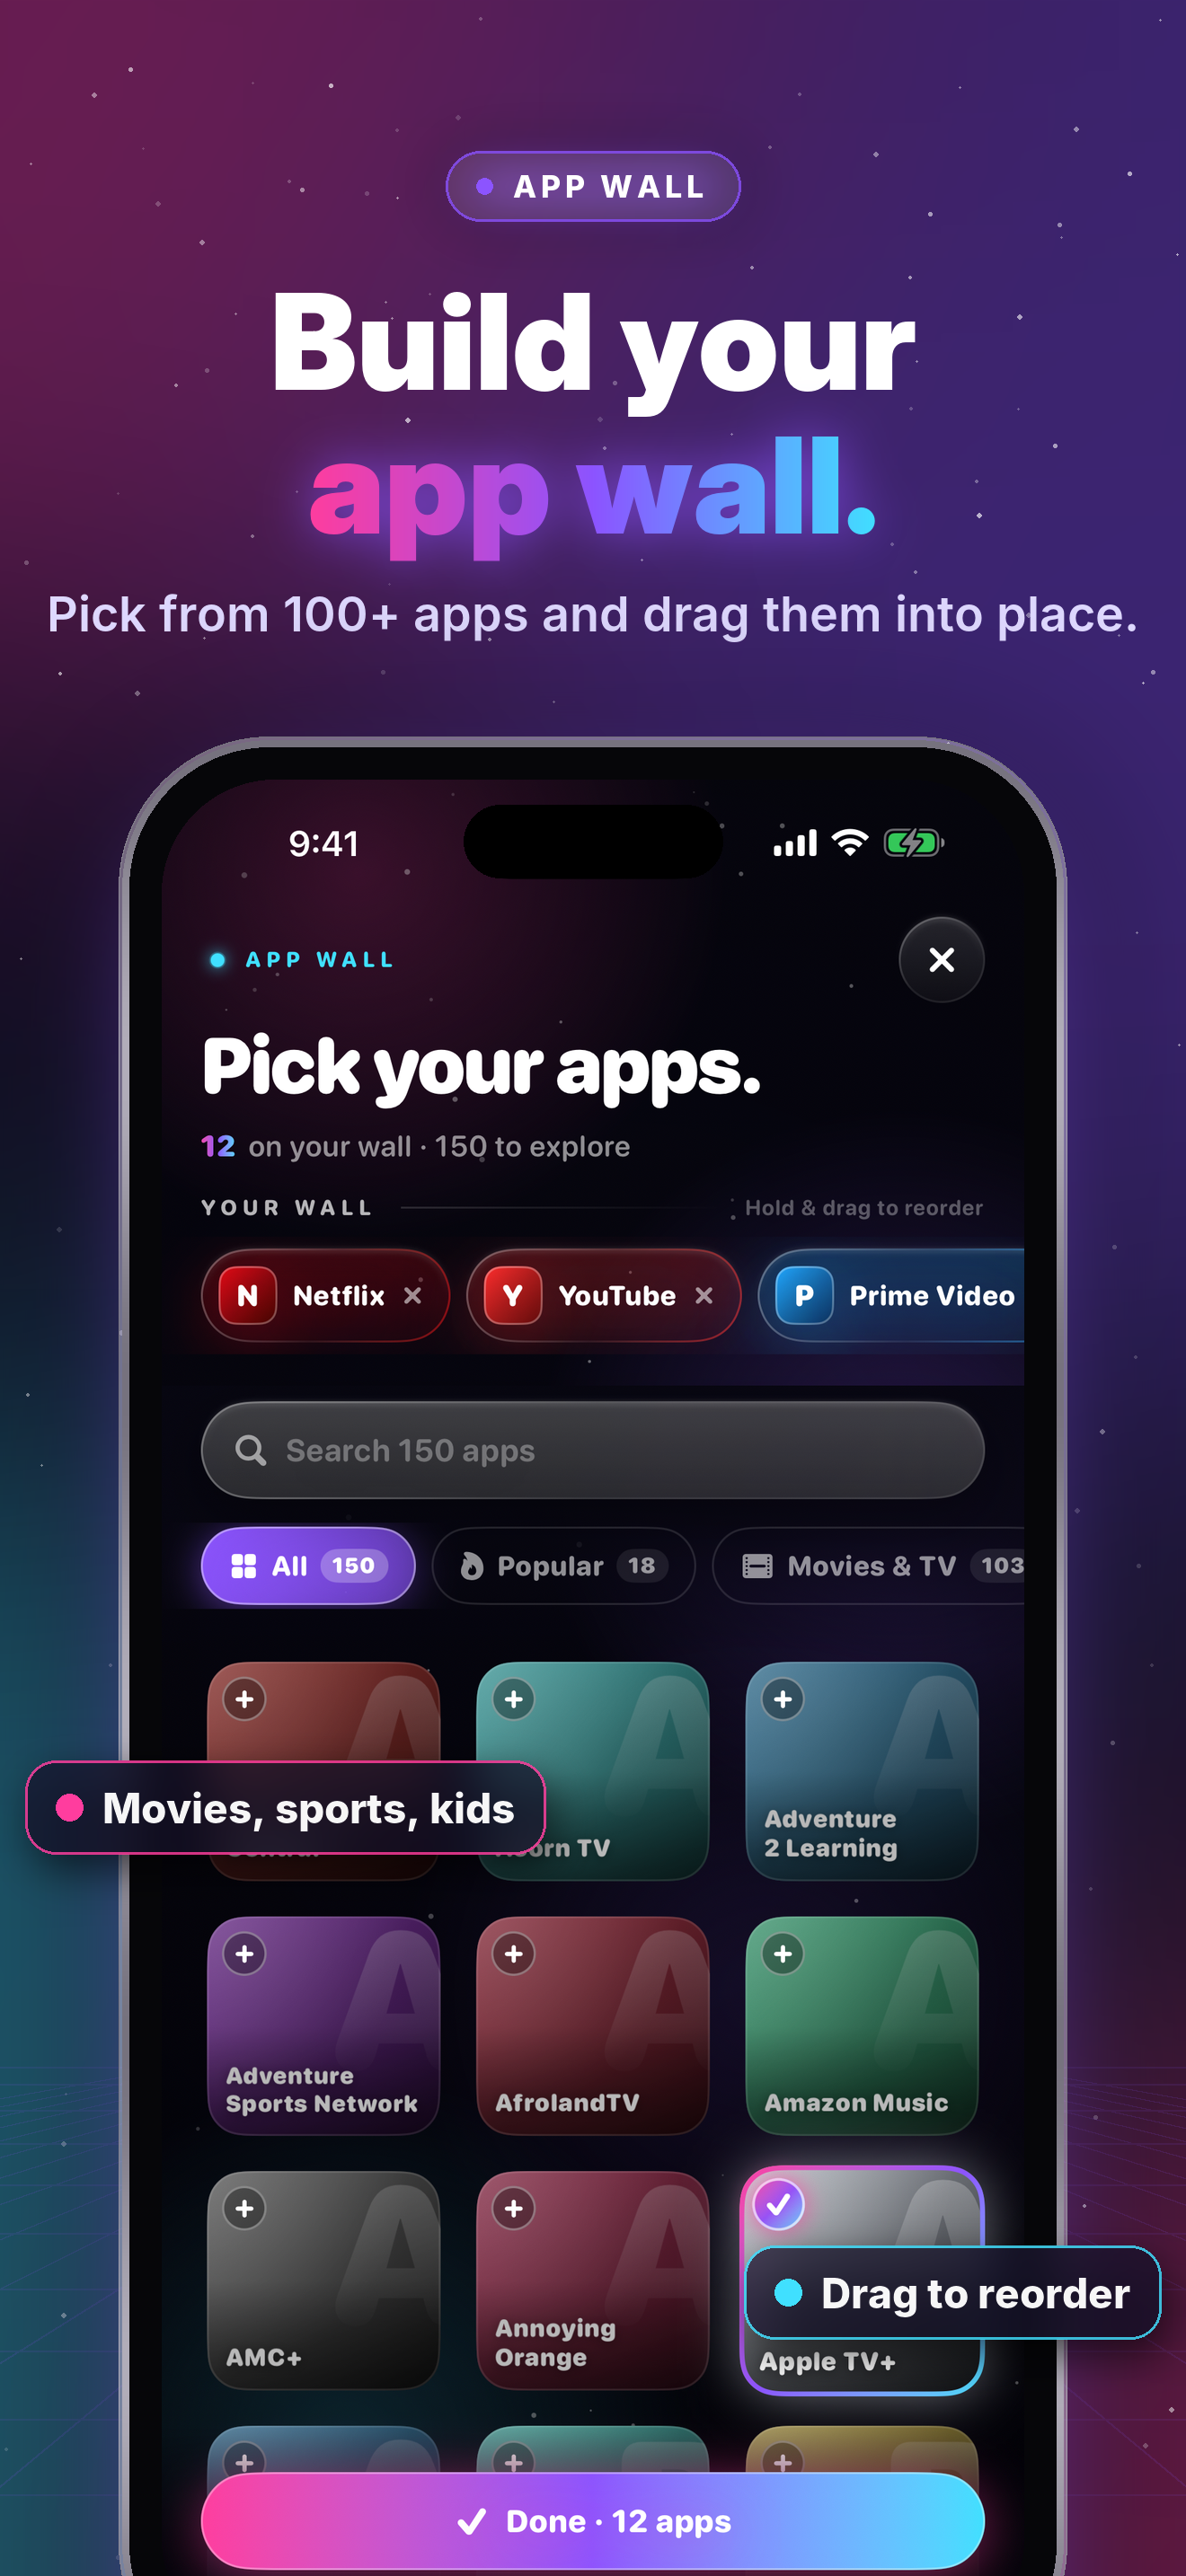 APP WALL
Build your
app wall.
Pick from 100+ apps and drag them into place.
9:41
APP WALL
Pick your apps.
12 on your wall · 150 to explore
YOUR WALL
Hold & drag to reorder
N Netflix
Y YouTube
P Prime Video
Search 150 apps
All 150
Popular 18
Movies & TV 103
A
A
A
Movies, sports, kids
TV
Adventure
2 Learning
A
A
A
Adventure
Sports Network
AfrolandTV
Amazon Music
A
A
A
Drag to reorder
AMC+
Annoying
Orange
Apple TV+
Done · 12 apps